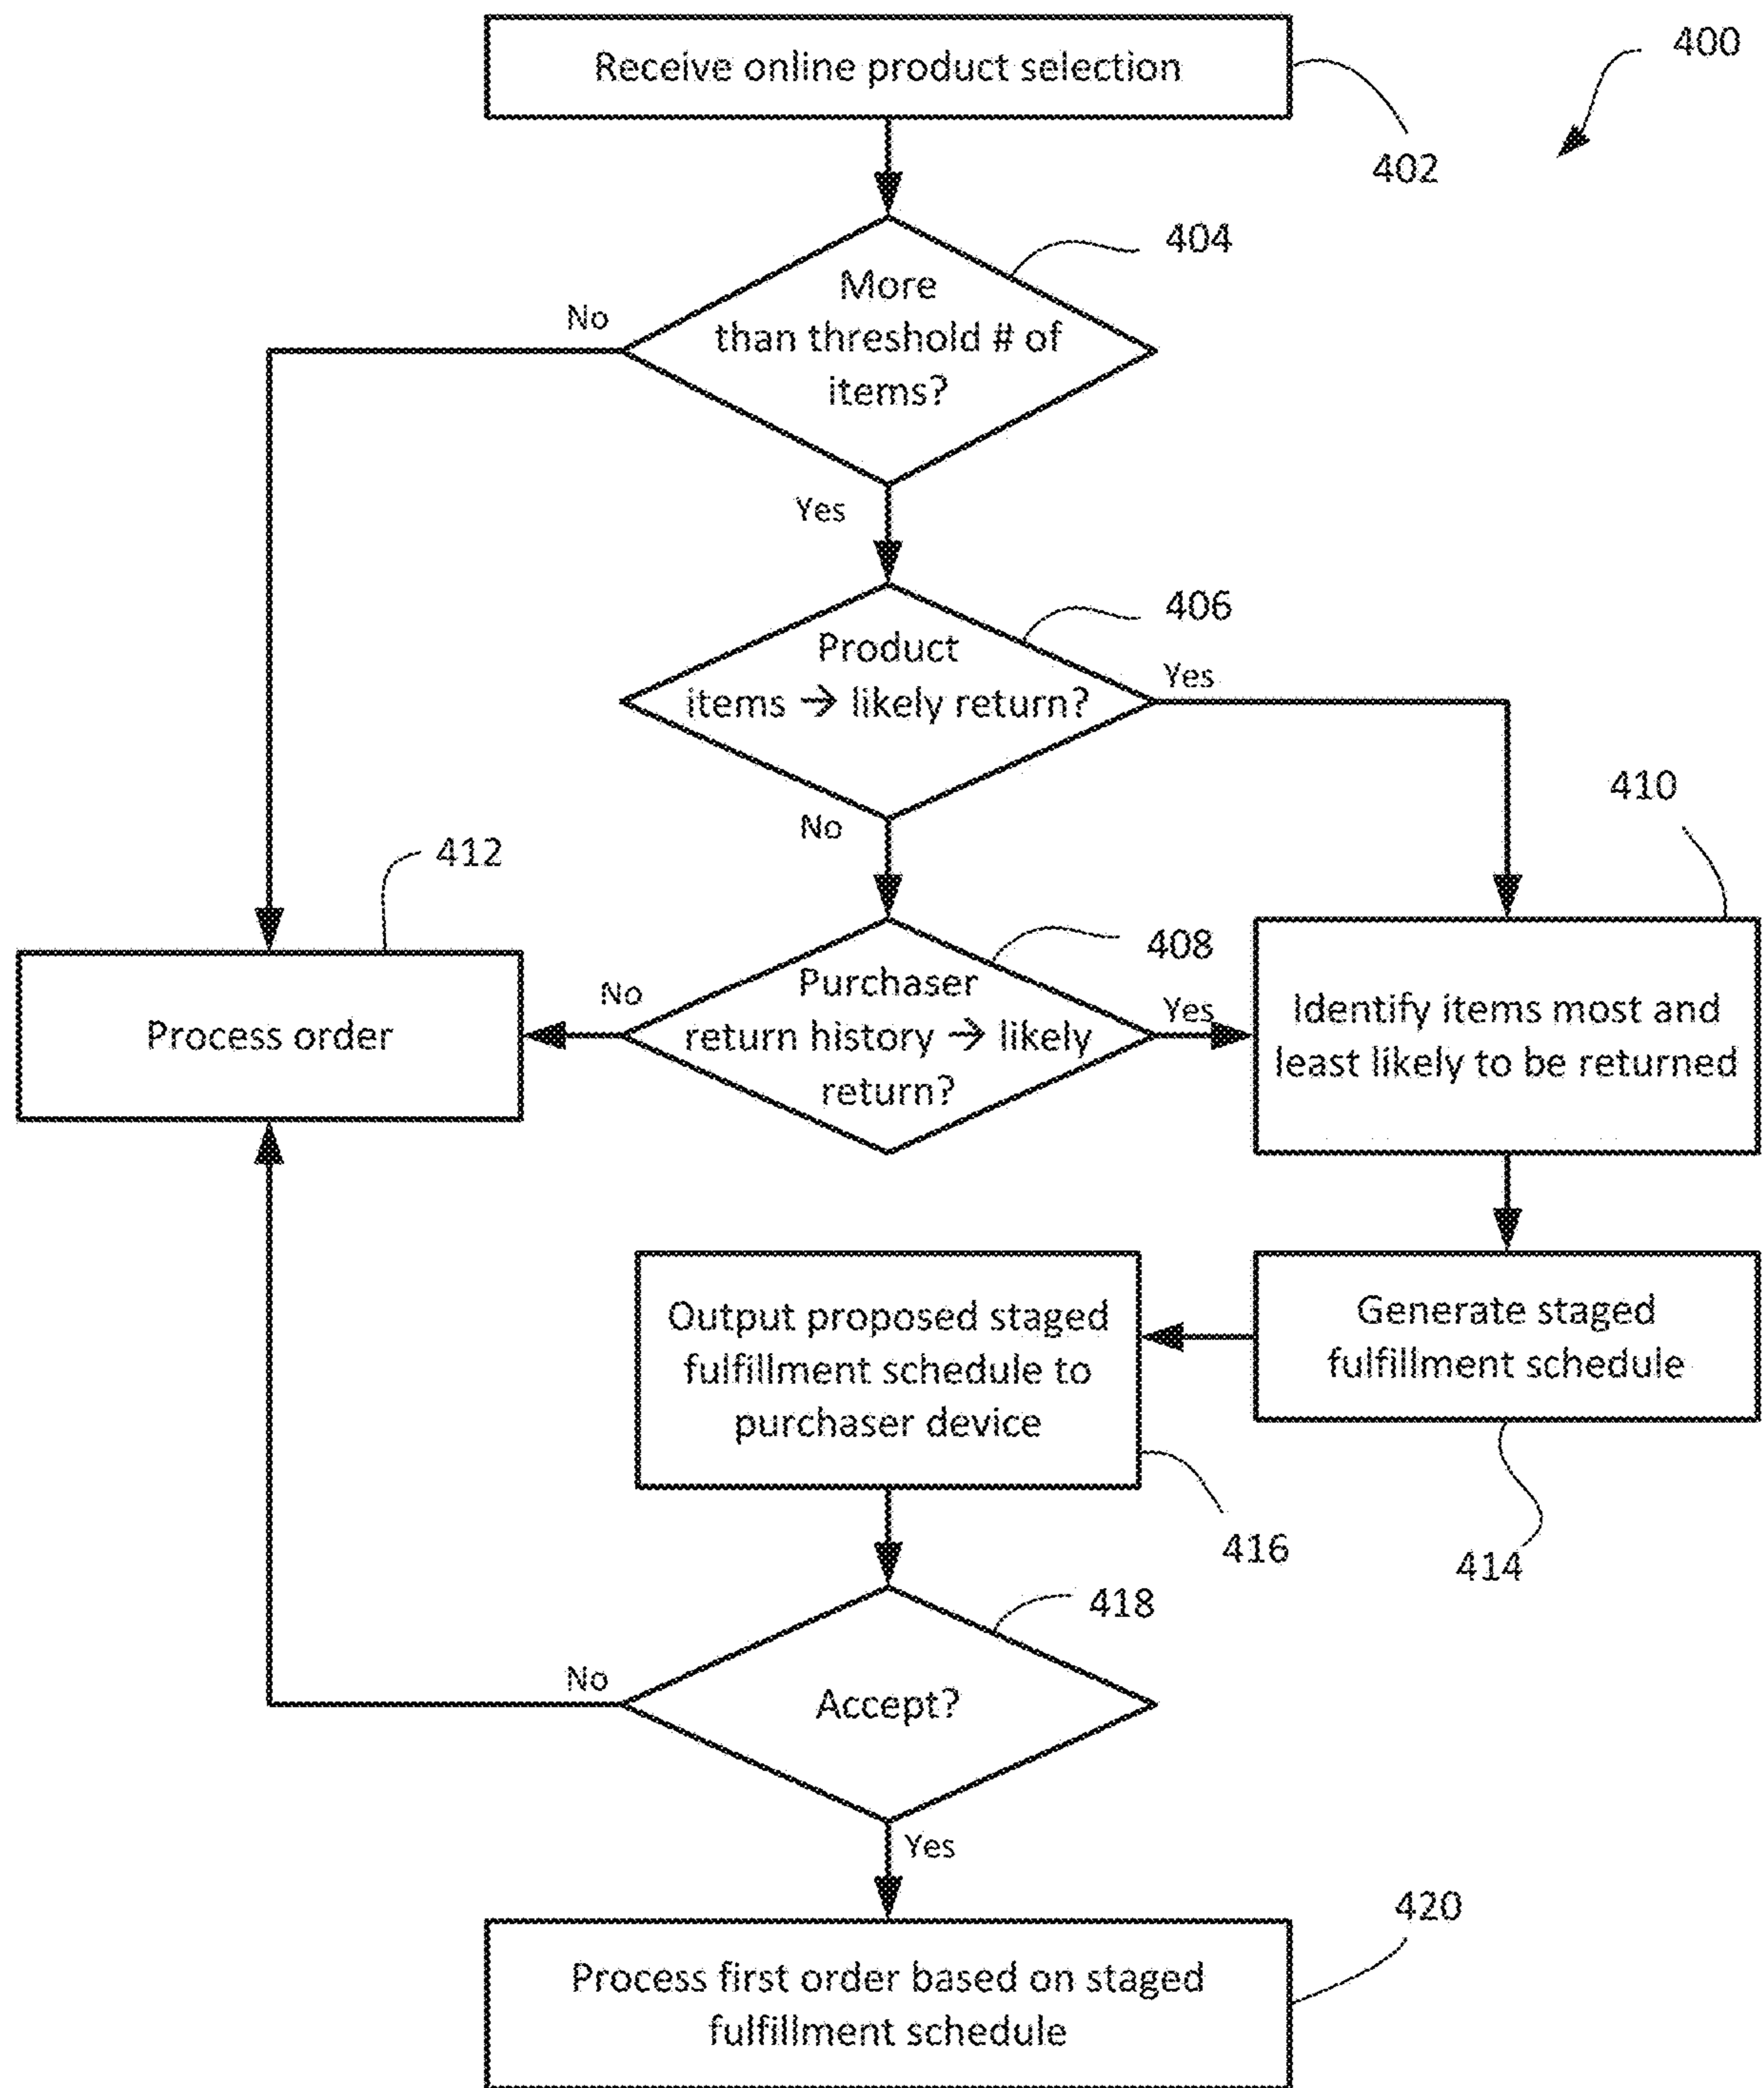 Receive online product selection
400
402
404
More
than threshold # of
items?
No
Yes
406
Product
items → likely return?
Yes
No
410
412
408
Process order
No
Purchaser
return history → likely
return?
Yes
Identify items most and
least likely to be returned
Output proposed staged
fulfillment schedule to
purchaser device
Generate staged
fulfillment schedule
416
414
418
No
Accept?
Yes
420
Process first order based on staged
fulfillment schedule